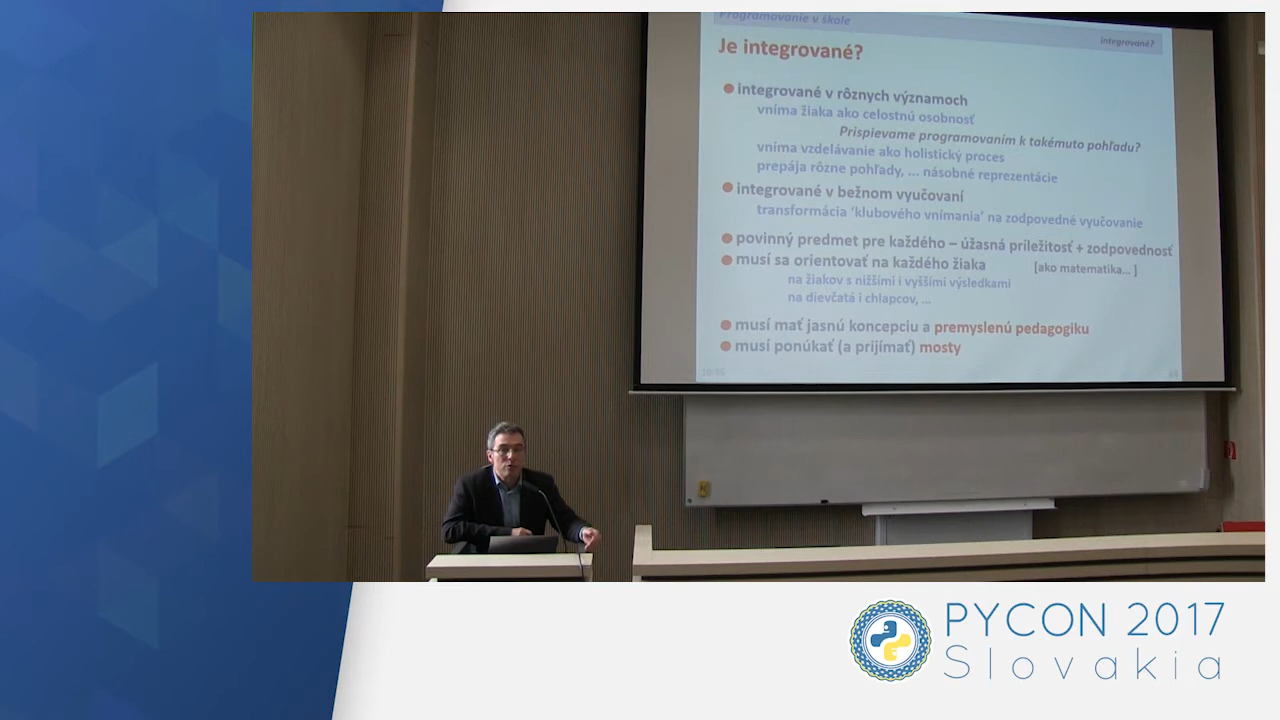 Programovanie v škole
integrované?
Je integrované?
integrované v rôznych významoch
vníma žiaka ako celostnú osobnosť
Prispievame programovaním k takémuto pohľadu?
vníma vzdelávanie ako holistický proces
prepája rôzne pohľady, ... násobné reprezentácie
integrované v bežnom vyučovaní
transformácia ‘klubového vnímania’ na zodpovedné vyučovanie
povinný predmet pre každého – úžasná príležitosť + zodpovednosť
musí sa orientovať na každého žiaka [ako matematika... ]
na žiakov s nižšími i vyššími výsledkami
na dievčatá i chlapcov, ...
musí mať jasnú koncepciu a premyslenú pedagogiku
musí ponúkať (a prijímať) mosty
PYCON 2017
Slovakia